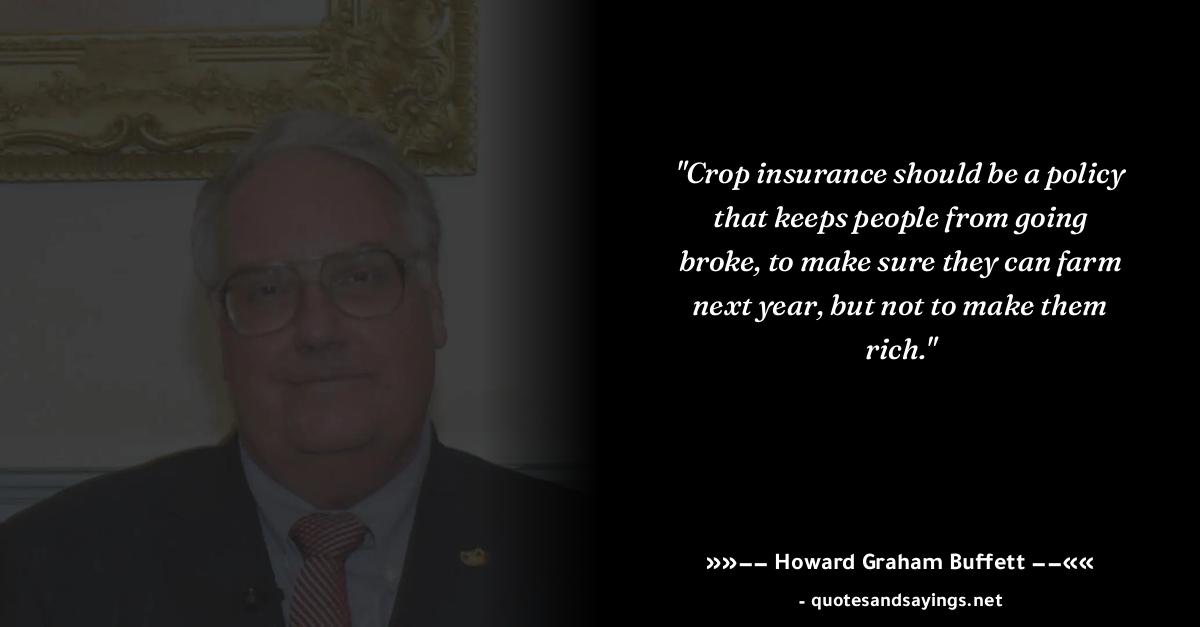 "Crop insurance should be a policy
that keeps people from going
broke, to make sure they can farm
next year, but not to make them
rich."
»»−− Howard Graham Buffett −−««
- quotesandsayings.net